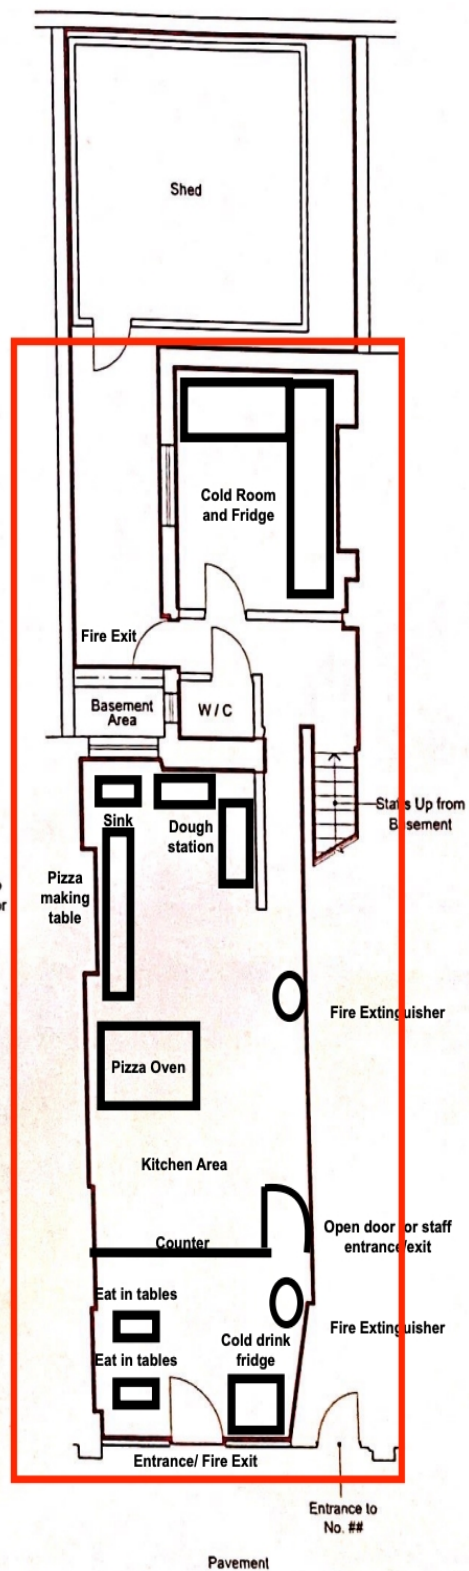 Shed
Cold Room
and Fridge
Fire Exit
Basement
Area
W / C
Stairs Up from
Basement
Sink
Dough
station
Pizza
making
table
Fire Extinguisher
Pizza Oven
Kitchen Area
Open door for staff
entrance/exit
Counter
Eat in tables
Fire Extinguisher
Cold drink
fridge
Eat in tables
Entrance/ Fire Exit
Entrance to
No. ##
Pavement